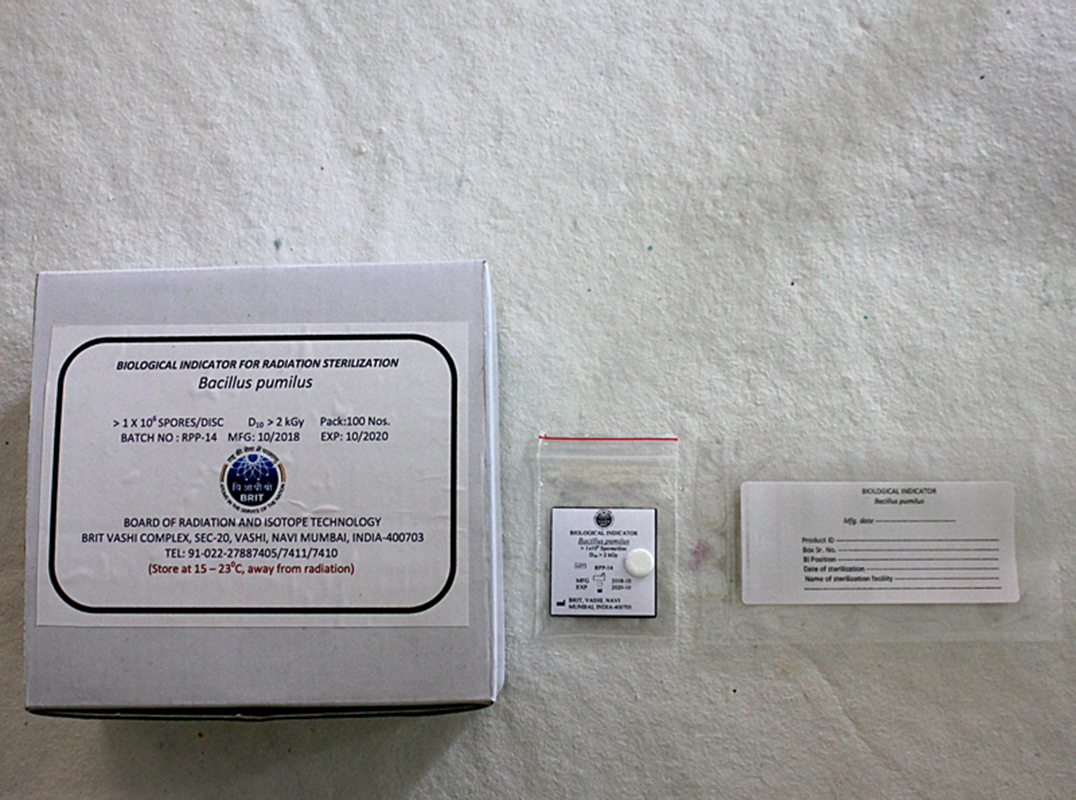 BIOLOGICAL INDICATOR FOR RADIATION STERILIZATION
Bacillus pumilus
> 1 X 10⁶ SPORES/DISC D₁₀ > 2 kGy Pack:100 Nos.
BATCH NO : RPP-14 MFG: 10/2018 EXP: 10/2020
BRIT
BOARD OF RADIATION AND ISOTOPE TECHNOLOGY
BRIT VASHI COMPLEX, SEC-20, VASHI, NAVI MUMBAI, INDIA-400703
TEL: 91-022-27887405/7411/7410
(Store at 15 – 23⁰C, away from radiation)
BIOLOGICAL INDICATOR
Bacillus pumilus
D₁₀ > 2 kGy
RPP-14
MFG 2018-10
EXP 2020-10
BRIT, VASHI, NAVI
MUMBAI, INDIA-400703
BIOLOGICAL INDICATOR
Bacillus pumilus
Mfg. date
Product ID
Box Sr. No.
BI Position
Date of sterilization
Name of sterilization facility